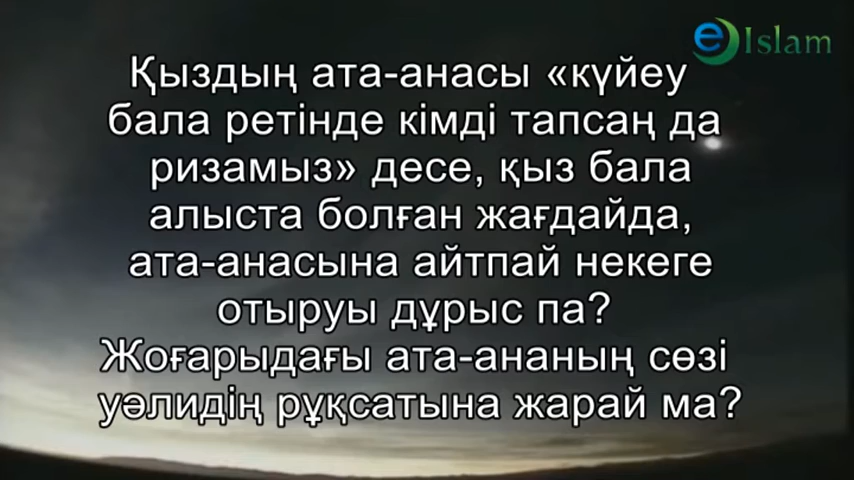 e Islam
Қыздың ата-анасы «күйеу
бала ретінде кімді тапсаң да
ризамыз» десе, қыз бала
алыста болған жағдайда,
ата-анасына айтпай некеге
отыруы дұрыс па?
Жоғарыдағы ата-ананың сөзі
уәлидің рұқсатына жарай ма?